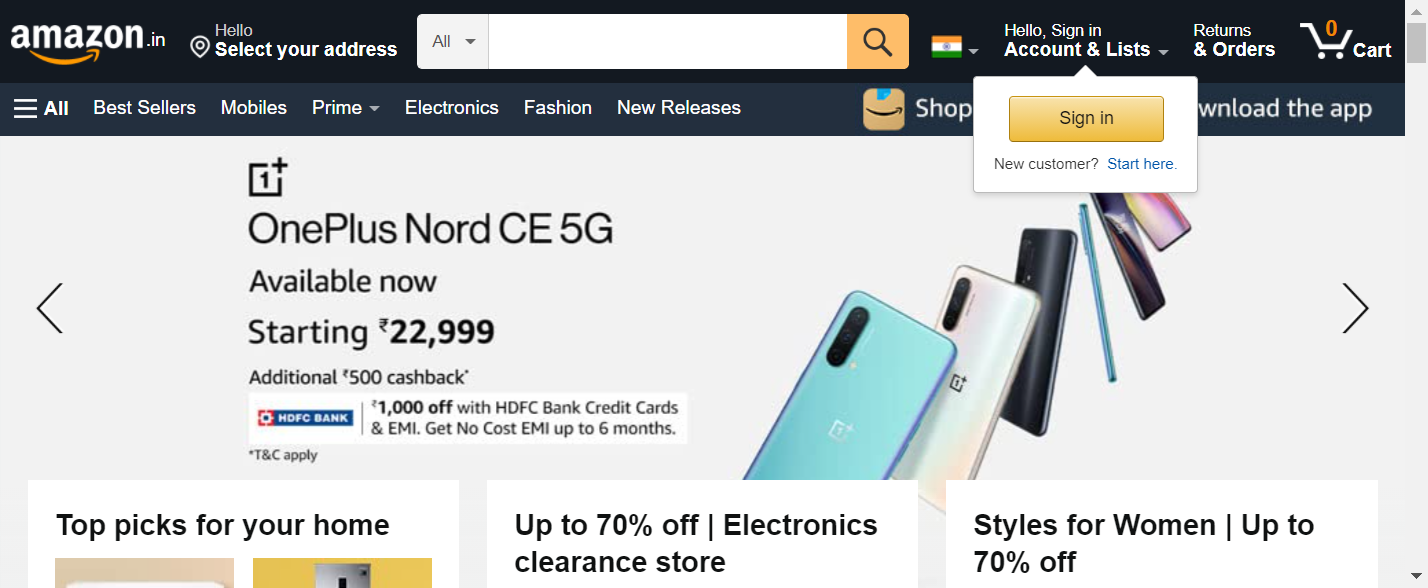 amazon.in
Hello
Select your address
All
Hello, Sign in
Account & Lists
Returns
& Orders
0
Cart
All
Best Sellers
Mobiles
Prime
Electronics
Fashion
New Releases
Shop
wnload the app
Sign in
New customer? Start here.
1+
OnePlus Nord CE 5G
Available now
Starting ₹22,999
Additional ₹500 cashback*
HDFC BANK
₹1,000 off with HDFC Bank Credit Cards
& EMI. Get No Cost EMI up to 6 months.
*T&C apply
Top picks for your home
Up to 70% off | Electronics
clearance store
Styles for Women | Up to
70% off